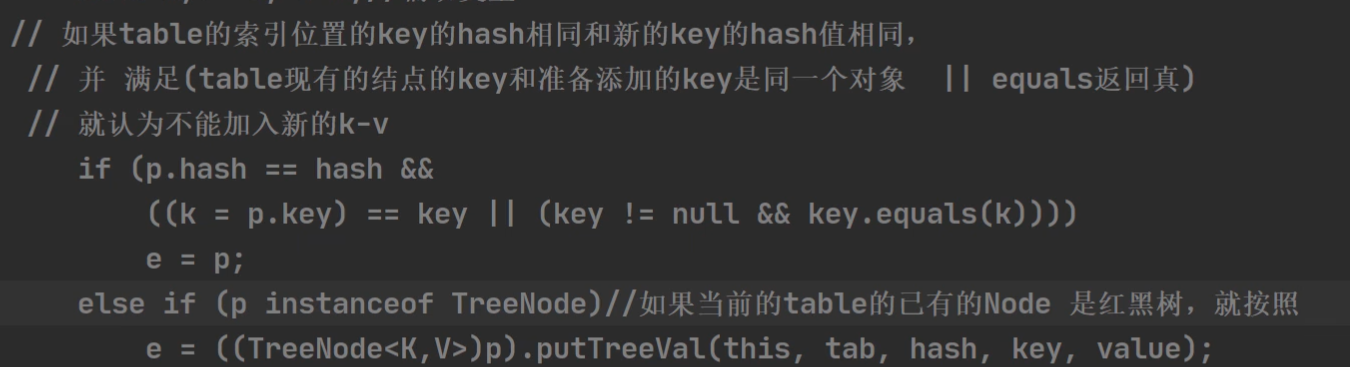 // 如果table的索引位置的key的hash相同和新的key的hash值相同，
// 并 满足(table现有的结点的key和准备添加的key是同一个对象 || equals返回真)
// 就认为不能加入新的k-v
if (p.hash == hash &&
((k = p.key) == key || (key != null && key.equals(k))))
e = p;
else if (p instanceof TreeNode)//如果当前的table的已有的Node 是红黑树，就按照
e = ((TreeNode<K,V>)p).putTreeVal(this, tab, hash, key, value);